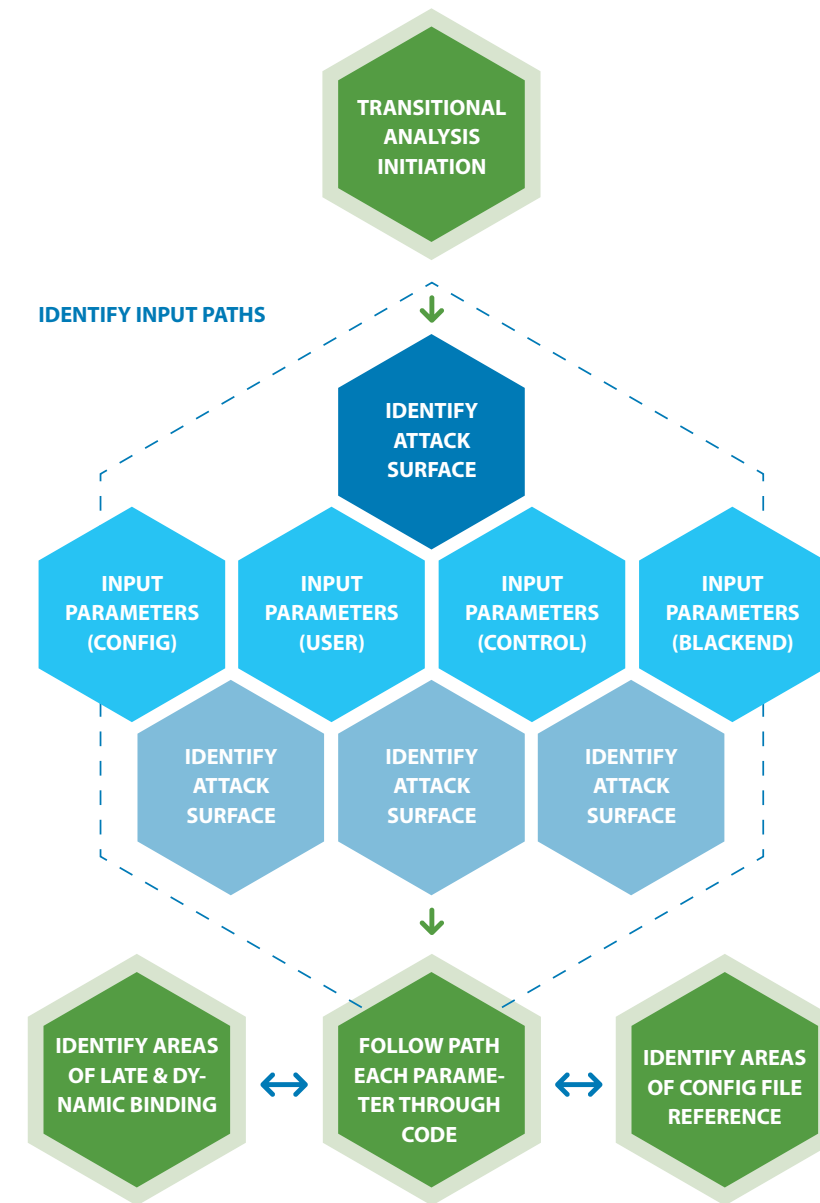 TRANSITIONAL
ANALYSIS
INITIATION
IDENTIFY INPUT PATHS
IDENTIFY
ATTACK
SURFACE
INPUT
PARAMETERS
(CONFIG)
INPUT
PARAMETERS
(USER)
INPUT
PARAMETERS
(CONTROL)
INPUT
PARAMETERS
(BLACKEND)
IDENTIFY
ATTACK
SURFACE
IDENTIFY
ATTACK
SURFACE
IDENTIFY
ATTACK
SURFACE
IDENTIFY AREAS
OF LATE & DY-
NAMIC BINDING
FOLLOW PATH
EACH PARAME-
TER THROUGH
CODE
IDENTIFY AREAS
OF CONFIG FILE
REFERENCE